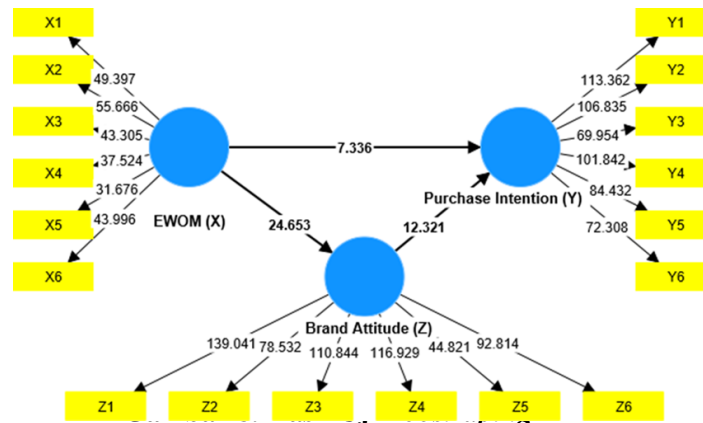 X1
X2
X3
X4
X5
X6
49.397
55.666
43.305
37.524
31.676
43.996
EWOM (X)
7.336
24.653
12.321
Purchase Intention (Y)
113.362
106.835
69.954
101.842
84.432
72.308
Y1
Y2
Y3
Y4
Y5
Y6
Brand Attitude (Z)
139.041
78.532
110.844
116.929
44.821
92.814
Z1
Z2
Z3
Z4
Z5
Z6